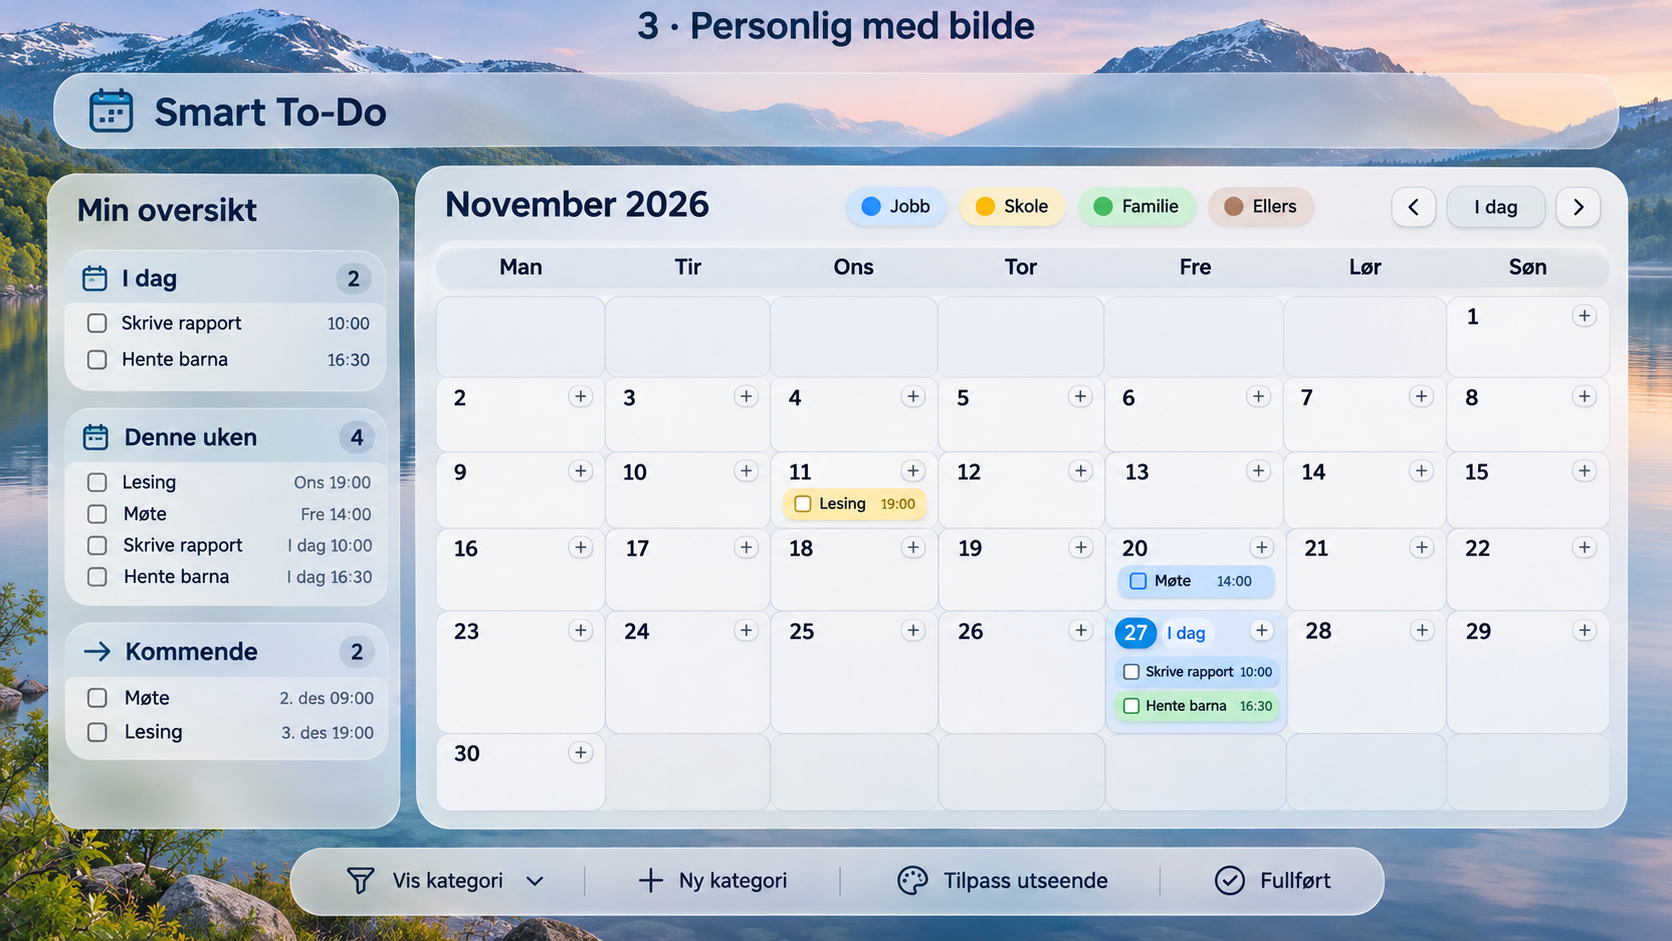 3 · Personlig med bilde
Smart To-Do
Min oversikt
I dag 2
Skrive rapport 10:00
Hente barna 16:30
Denne uken 4
Lesing Ons 19:00
Møte Fre 14:00
Skrive rapport I dag 10:00
Hente barna I dag 16:30
Kommende 2
Møte 2. des 09:00
Lesing 3. des 19:00
November 2026 Jobb Skole Familie Ellers I dag
Man Tir Ons Tor Fre Lør Søn
1
2 3 4 5 6 7 8
9 10 11 12 13 14 15
Lesing 19:00
16 17 18 19 20 21 22
Møte 14:00
23 24 25 26 27 I dag 28 29
Skrive rapport 10:00
Hente barna 16:30
30
Vis kategori Ny kategori Tilpass utseende Fullført